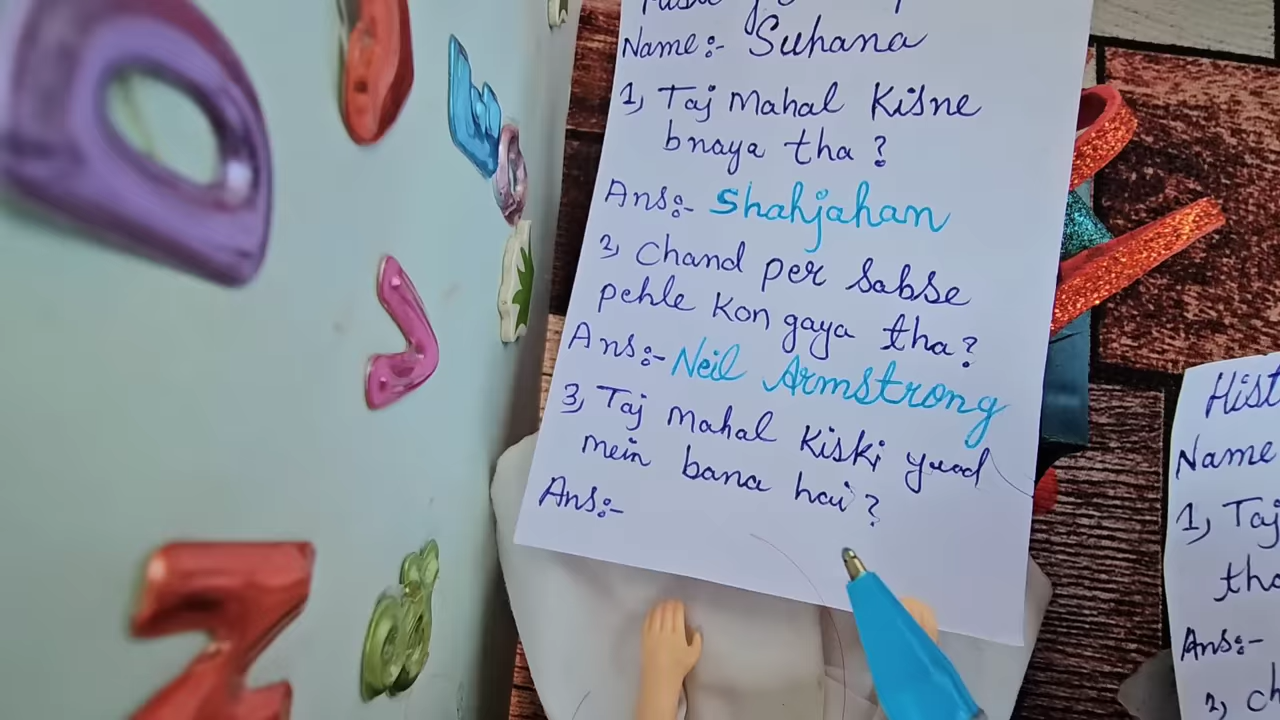 Name:- Suhana
1, Taj Mahal Kisne
bnaya tha?
Ans:- Shahjahan
2, Chand per Sabse
pehle Kon gaya tha?
Ans:- Neil Armstrong
3, Taj Mahal Kiski yaad
mein bana hai?
Ans:-
Hist
Name
1, Taj
tha
Ans:-
2, ch